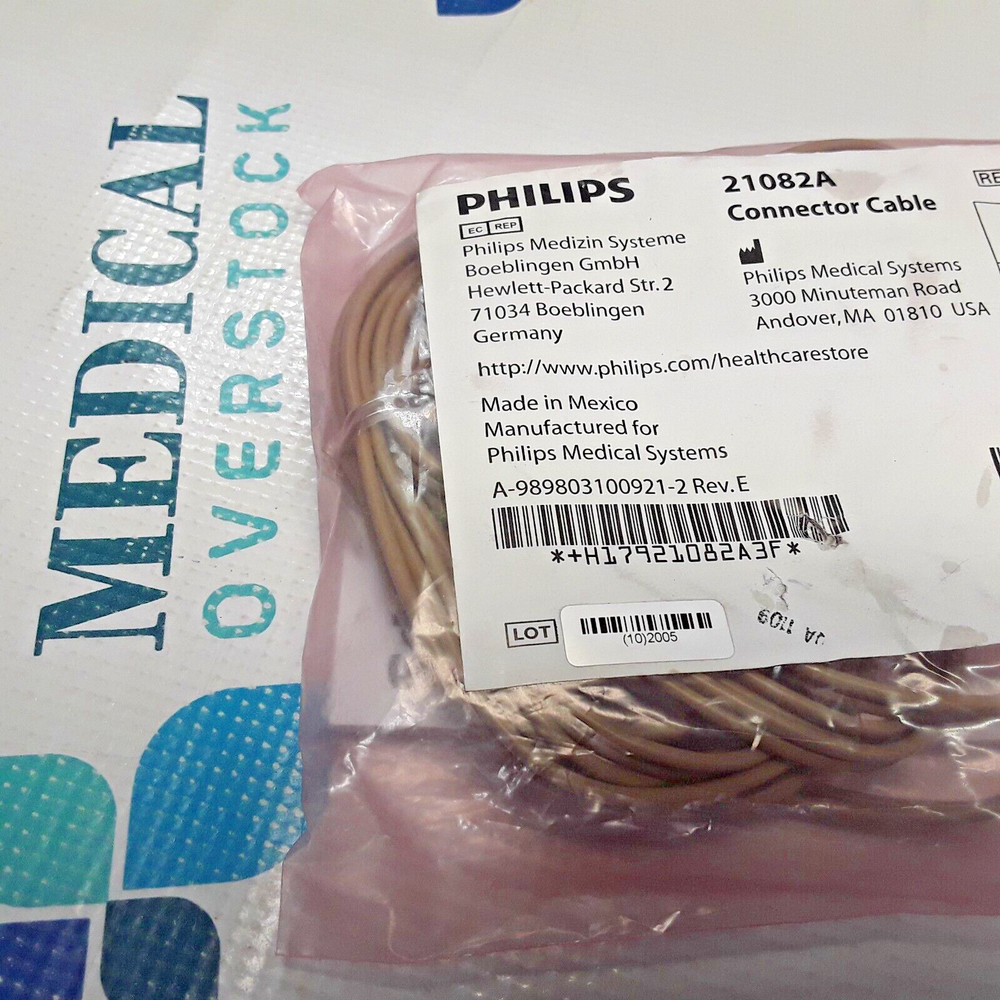 MEDICAL
OVERSTOCK
PHILIPS
EC REP
Philips Medizin Systeme
Boeblingen GmbH
Hewlett-Packard Str. 2
71034 Boeblingen
Germany
http://www.philips.com/healthcarestore
Made in Mexico
Manufactured for
Philips Medical Systems
A-989803100921-2 Rev. E
*+H17921082A3F*
LOT
(10)2005
21082A
Connector Cable
Philips Medical Systems
3000 Minuteman Road
Andover, MA 01810 USA
RE